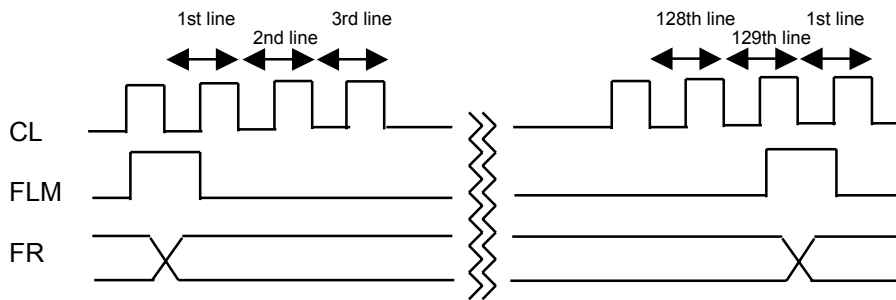 1st line
2nd line
3rd line
128th line
129th line
1st line
CL
FLM
FR